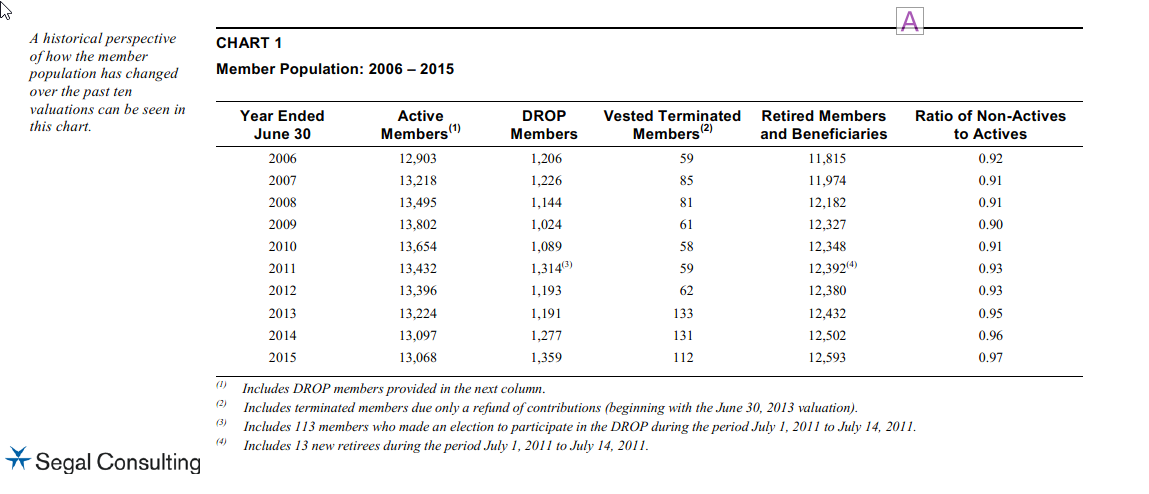 A
A historical perspective
of how the member
population has changed
over the past ten
valuations can be seen in
this chart.
CHART 1
Member Population: 2006 – 2015
Year Ended June 30 Active Members(1) DROP Members Vested Terminated Members(2) Retired Members and Beneficiaries Ratio of Non-Actives to Actives
2006 12,903 1,206 59 11,815 0.92
2007 13,218 1,226 85 11,974 0.91
2008 13,495 1,144 81 12,182 0.91
2009 13,802 1,024 61 12,327 0.90
2010 13,654 1,089 58 12,348 0.91
2011 13,432 1,314(3) 59 12,392(4) 0.93
2012 13,396 1,193 62 12,380 0.93
2013 13,224 1,191 133 12,432 0.95
2014 13,097 1,277 131 12,502 0.96
2015 13,068 1,359 112 12,593 0.97
(1) Includes DROP members provided in the next column.
(2) Includes terminated members due only a refund of contributions (beginning with the June 30, 2013 valuation).
(3) Includes 113 members who made an election to participate in the DROP during the period July 1, 2011 to July 14, 2011.
(4) Includes 13 new retirees during the period July 1, 2011 to July 14, 2011.
Segal Consulting